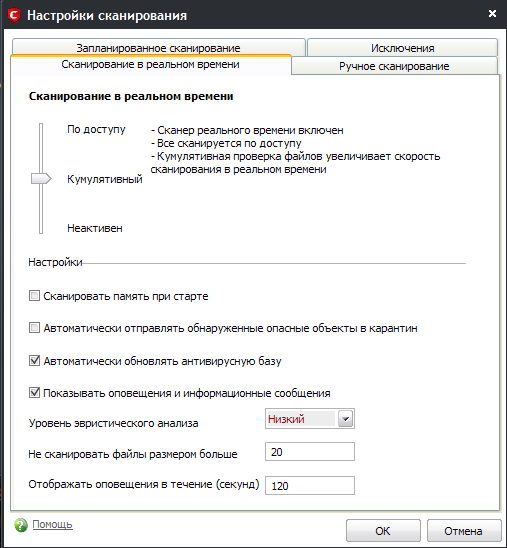 Настройки сканирования
Запланированное сканирование
Исключения
Сканирование в реальном времени
Ручное сканирование
Сканирование в реальном времени
По доступу
- Сканер реального времени включен
- Все сканируется по доступу
- Кумулятивная проверка файлов увеличивает скорость
сканирования в реальном времени
Кумулятивный
Неактивен
Настройки
Сканировать память при старте
Автоматически отправлять обнаруженные опасные объекты в карантин
Автоматически обновлять антивирусную базу
Показывать оповещения и информационные сообщения
Уровень эвристического анализа
Низкий
Не сканировать файлы размером больше
20
Отображать оповещения в течение (секунд)
120
Помощь
ОК
Отмена